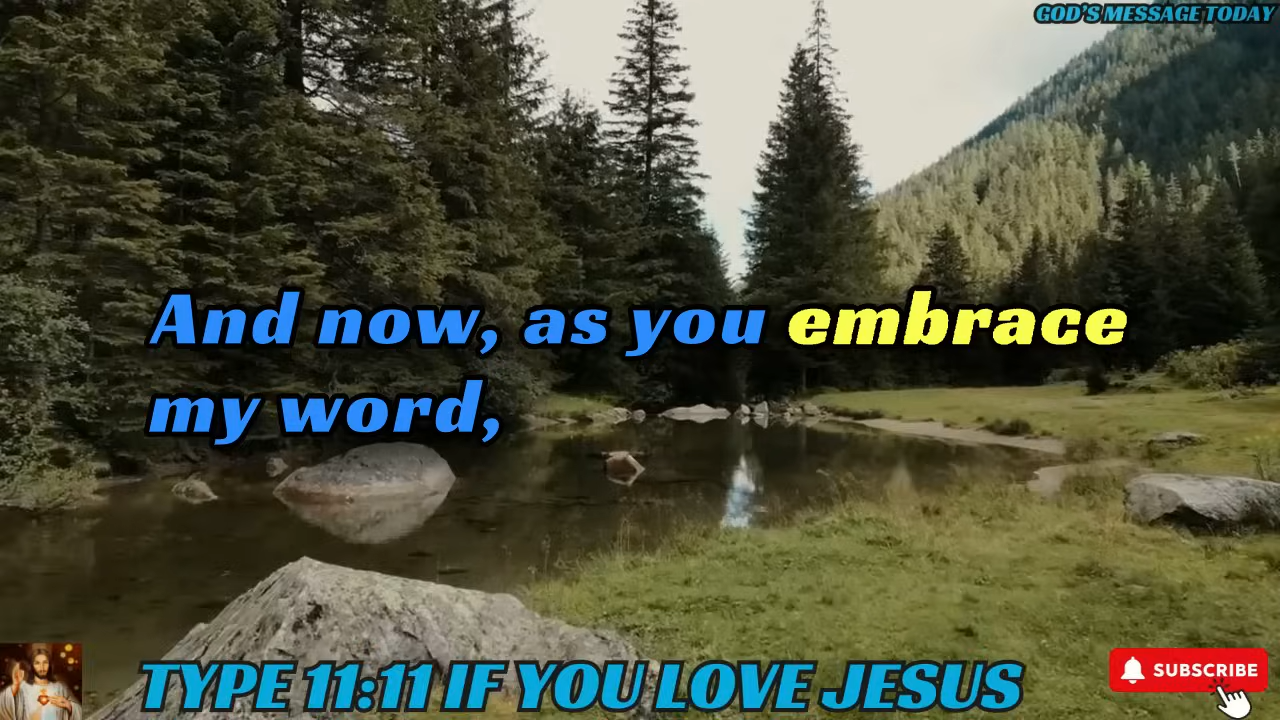 GOD'S MESSAGE TODAY
And now, as you embrace
my word,
TYPE 11:11 IF YOU LOVE JESUS
SUBSCRIBE